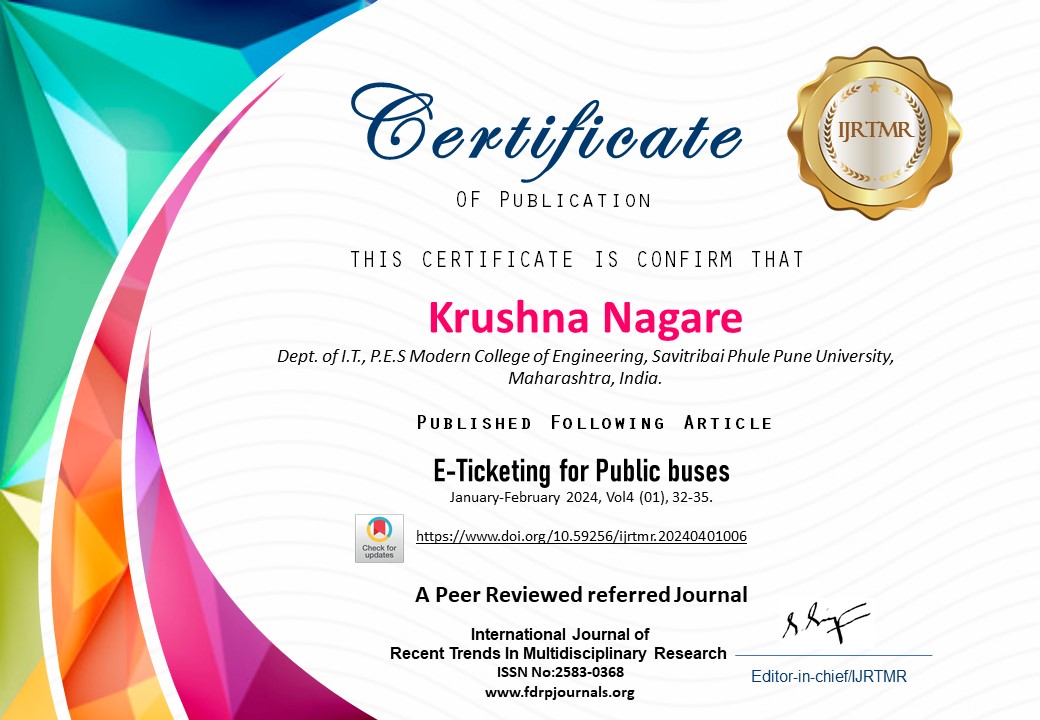 Certificate
IJRTMR
OF Publication
THIS CERTIFICATE IS CONFIRM THAT
Krushna Nagare
Dept. of I.T., P.E.S Modern College of Engineering, Savitribai Phule Pune University,
Maharashtra, India.
Published Following Article
E-Ticketing for Public buses
January-February 2024, Vol4 (01), 32-35.
Check for
updates
https://www.doi.org/10.59256/ijrtmr.20240401006
A Peer Reviewed referred Journal
International Journal of
Recent Trends In Multidisciplinary Research
ISSN No:2583-0368
www.fdrpjournals.org
Editor-in-chief/IJRTMR